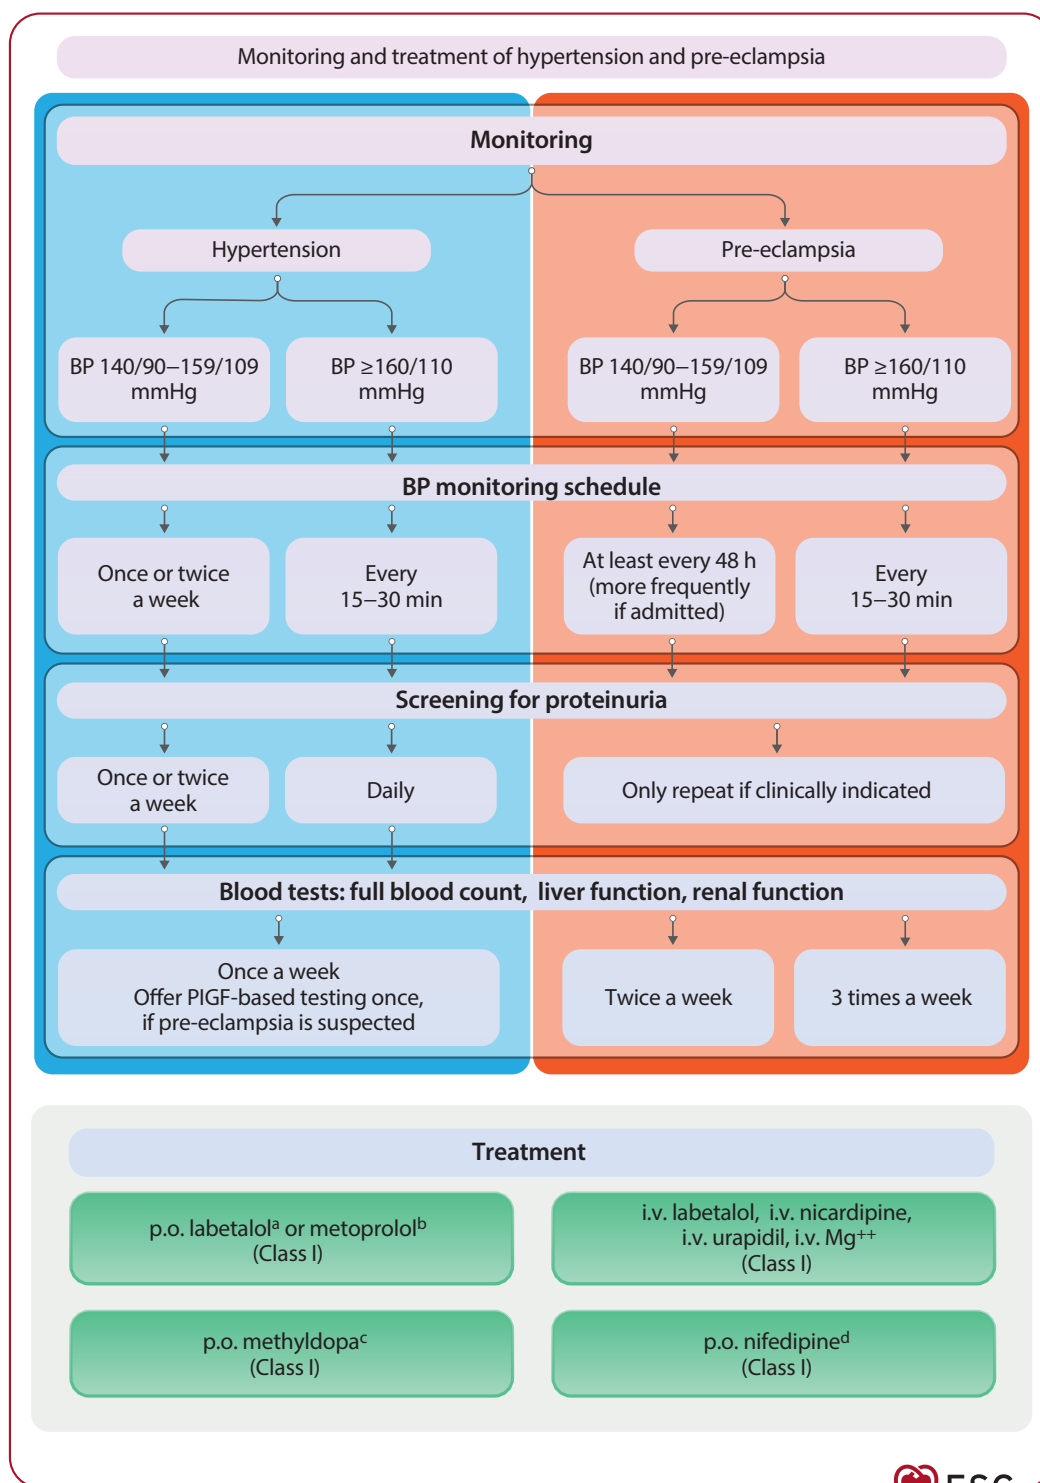 Monitoring and treatment of hypertension and pre-eclampsia
Monitoring
Hypertension
Pre-eclampsia
BP 140/90–159/109
mmHg
BP ≥160/110
mmHg
BP 140/90–159/109
mmHg
BP ≥160/110
mmHg
BP monitoring schedule
Once or twice
a week
Every
15–30 min
At least every 48 h
(more frequently
if admitted)
Every
15–30 min
Screening for proteinuria
Once or twice
a week
Daily
Only repeat if clinically indicated
Blood tests: full blood count, liver function, renal function
Once a week
Offer PIGF-based testing once,
if pre-eclampsia is suspected
Twice a week
3 times a week
Treatment
p.o. labetalolᵃ or metoprololᵇ
(Class I)
i.v. labetalol, i.v. nicardipine,
i.v. urapidil, i.v. Mg⁺⁺
(Class I)
p.o. methyldopaᶜ
(Class I)
p.o. nifedipineᵈ
(Class I)
ESC